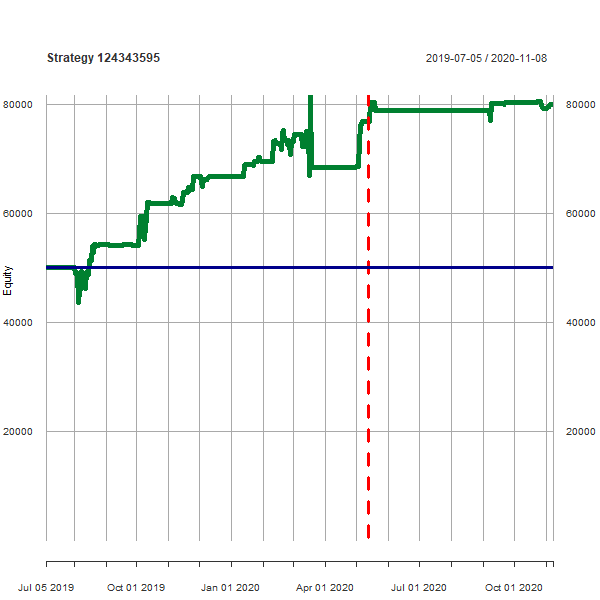 Strategy 124343595
2019-07-05 / 2020-11-08
80000
80000
60000
60000
Equity
40000
40000
20000
20000
Jul 05 2019
Oct 01 2019
Jan 01 2020
Apr 01 2020
Jul 01 2020
Oct 01 2020